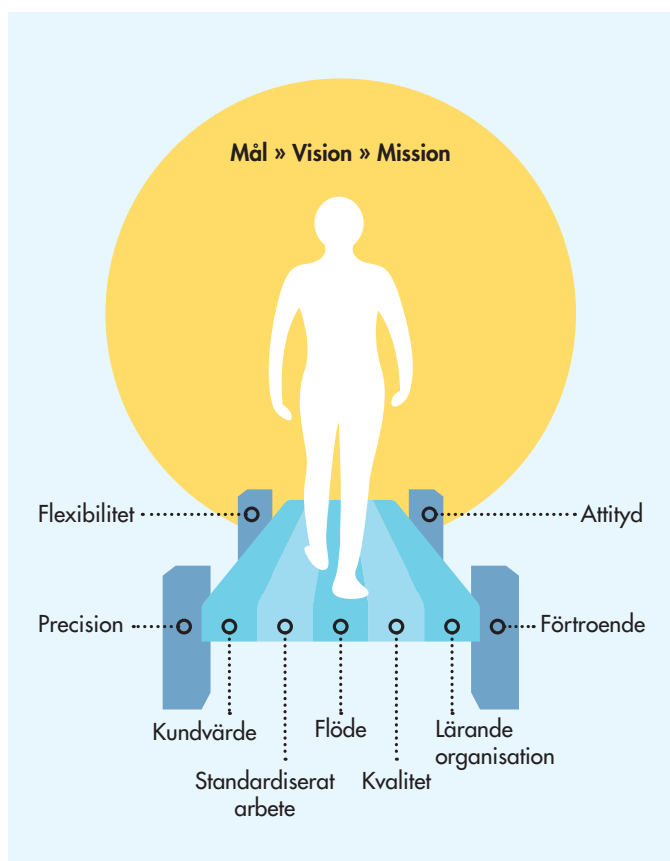 Mål » Vision » Mission
Flexibilitet
Attityd
Precision
Förtroende
Kundvärde
Flöde
Lärande
organisation
Standardiserat
arbete
Kvalitet